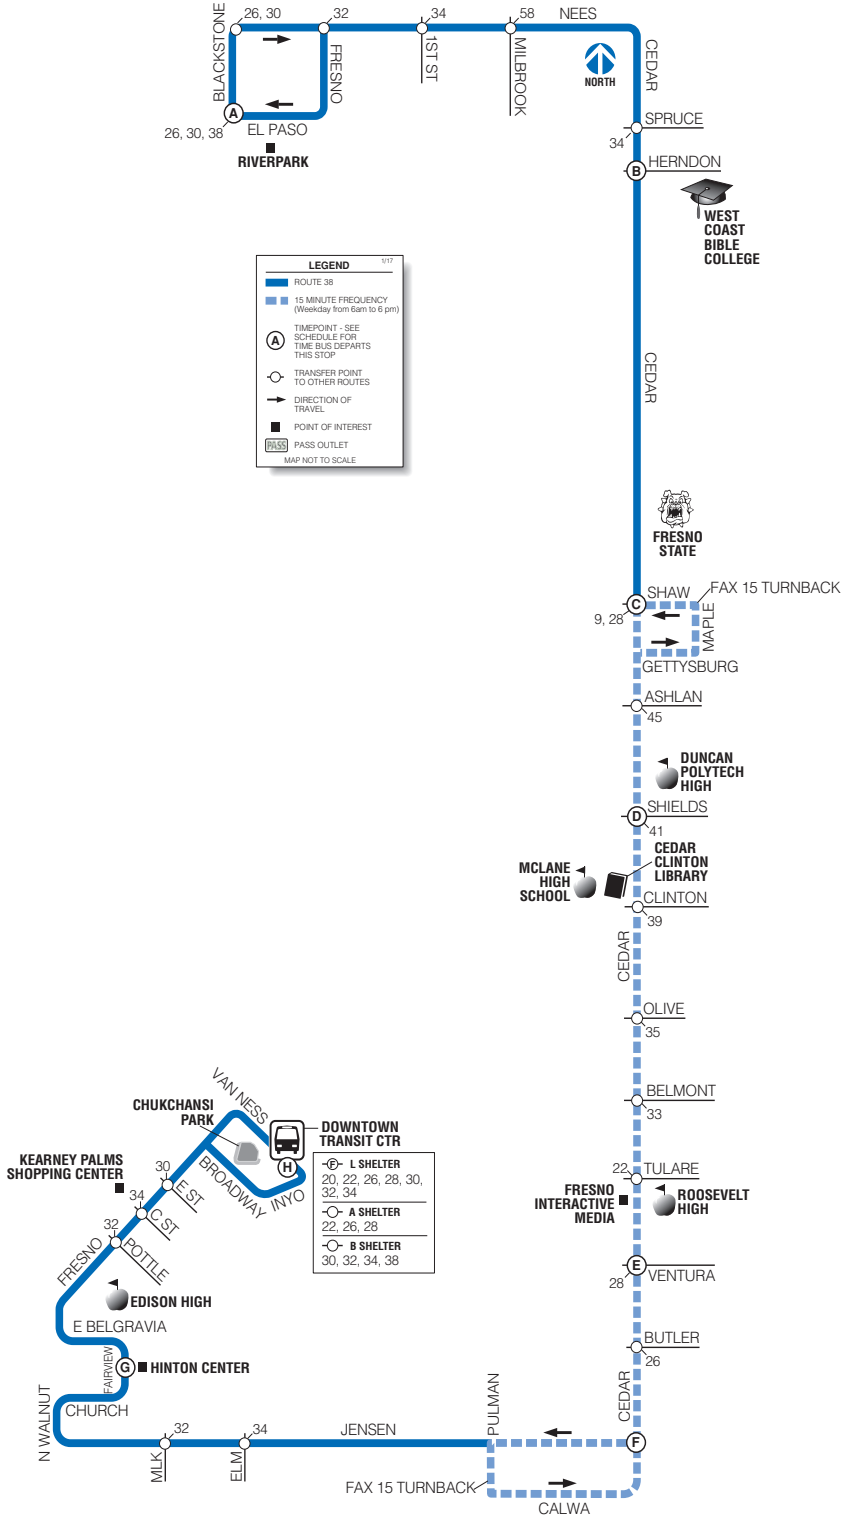 26, 30
32
34
58
NEES
BLACKSTONE
FRESNO
1ST ST
MILBROOK
NORTH
CEDAR
A
EL PASO
26, 30, 38
RIVERPARK
SPRUCE
34
HERNDON
B
WEST
COAST
BIBLE
COLLEGE
LEGEND
1/17
ROUTE 38
15 MINUTE FREQUENCY
(Weekday from 6am to 6 pm)
A
TIMEPOINT - SEE
SCHEDULE FOR
TIME BUS DEPARTS
THIS STOP
TRANSFER POINT
TO OTHER ROUTES
DIRECTION OF
TRAVEL
POINT OF INTEREST
PASS
PASS OUTLET
MAP NOT TO SCALE
CEDAR
FRESNO
STATE
SHAW
FAX 15 TURNBACK
C
9, 28
MAPLE
GETTYSBURG
ASHLAN
45
DUNCAN
POLYTECH
HIGH
SHIELDS
D
41
CEDAR
CLINTON
LIBRARY
MCLANE
HIGH
SCHOOL
CLINTON
39
CEDAR
OLIVE
35
BELMONT
33
22
TULARE
FRESNO
INTERACTIVE
MEDIA
ROOSEVELT
HIGH
E
28
VENTURA
BUTLER
26
CEDAR
F
PULMAN
FAX 15 TURNBACK
CALWA
JENSEN
34
ELM
32
MLK
N WALNUT
CHURCH
FAIRVIEW
G
HINTON CENTER
E BELGRAVIA
EDISON HIGH
FRESNO
32
POTTLE
34
C ST
30
E ST
KEARNEY PALMS
SHOPPING CENTER
CHUKCHANSI
PARK
VAN NESS
BROADWAY
INYO
H
DOWNTOWN
TRANSIT CTR
F
L SHELTER
20, 22, 26, 28, 30,
32, 34
A SHELTER
22, 26, 28
B SHELTER
30, 32, 34, 38